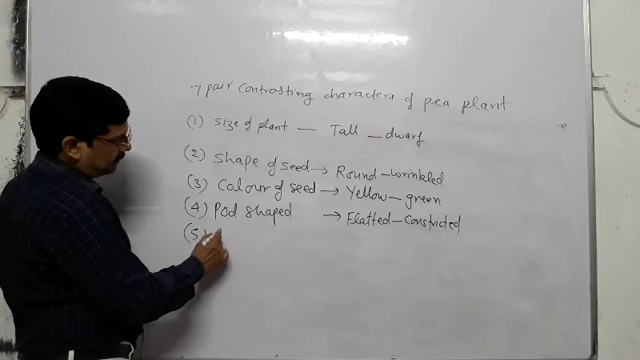 7 pair Contrasting characters of pea plant
(1) Size of plant — Tall — dwarf
(2) Shape of seed → Round – wrinkled
(3) Colour of seed → Yellow – green
(4) Pod shaped → Flatted – Constricted
(5)